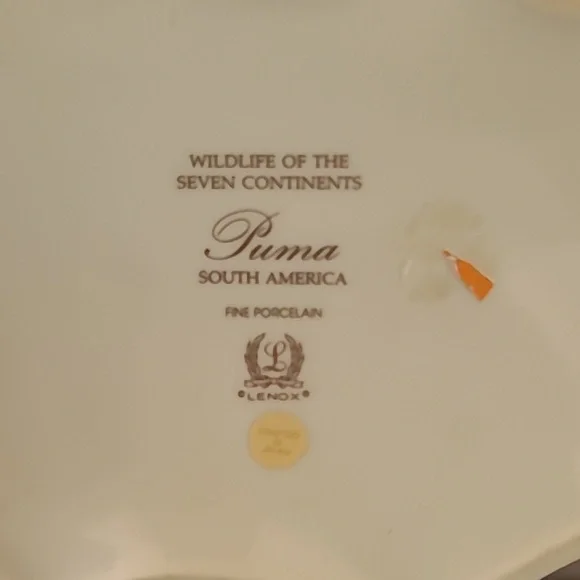 WILDLIFE OF THE
SEVEN CONTINENTS
Puma
SOUTH AMERICA
FINE PORCELAIN
L
©LENOX®